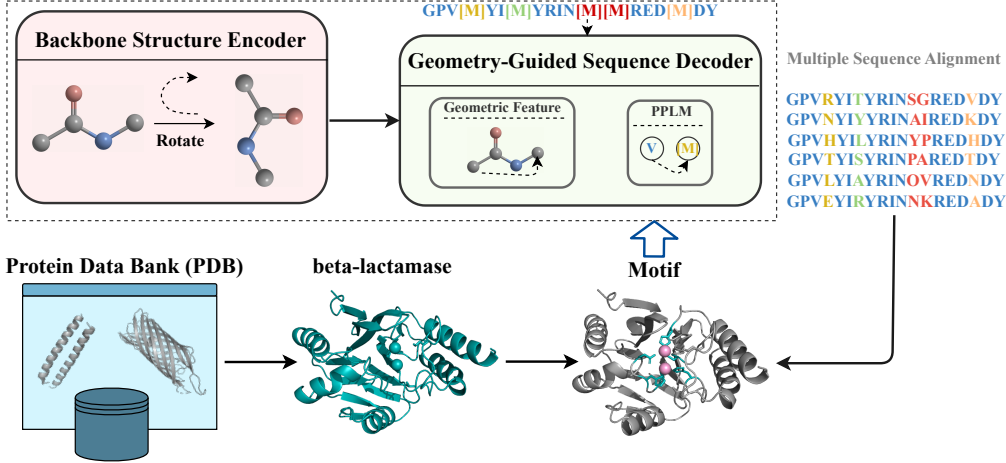 GPV[M]YI[M]YRIN[M][M]RED[M]DY
Backbone Structure Encoder
Rotate
Geometry-Guided Sequence Decoder
Geometric Feature
PPLM
V
[M]
Multiple Sequence Alignment
GPVRYITYRINSGREDVDY
GPVNYIYYRINAIREDKDY
GPVHYILYRINYPREDHDY
GPVTYISYRINPAREDTDY
GPVLYIAYRINOVREDNDY
GPVEYIRYRINNKREDADY
Protein Data Bank (PDB)
beta-lactamase
Motif